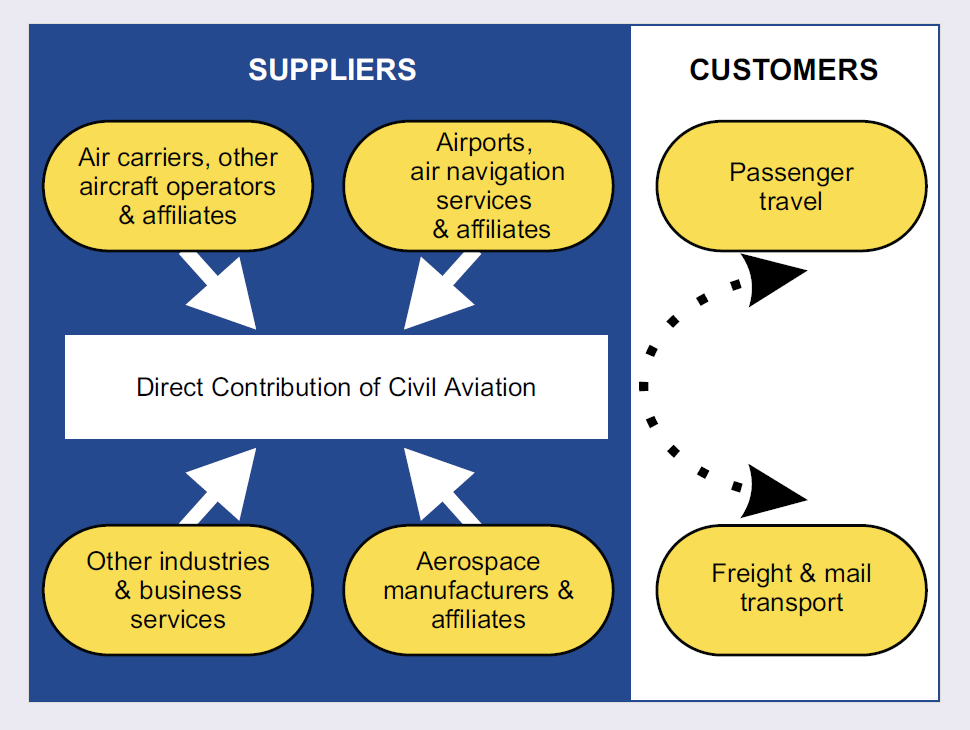 SUPPLIERS
CUSTOMERS
Air carriers, other
aircraft operators
& affiliates
Airports,
air navigation
services
& affiliates
Passenger
travel
Direct Contribution of Civil Aviation
Other industries
& business
services
Aerospace
manufacturers &
affiliates
Freight & mail
transport